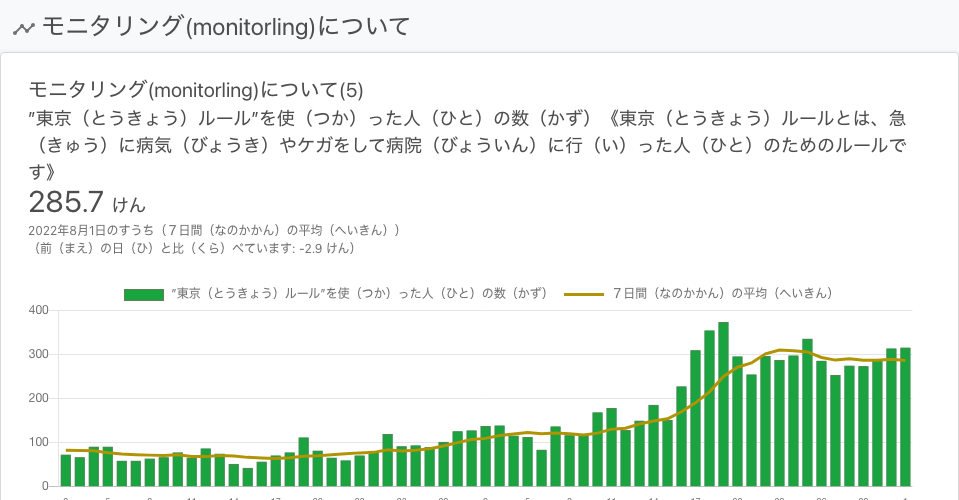 モニタリング(monitorling)について
モニタリング(monitorling)について(5)
”東京（とうきょう）ルール”を使（つか）った人（ひと）の数（かず）《東京（とうきょう）ルールとは、急
（きゅう）に病気（びょうき）やケガをして病院（びょういん）に行（い）った人（ひと）のためのルールで
す》
285.7 けん
2022年8月1日のすうち（７日間（なのかかん）の平均（へいきん））
（前（まえ）の日（ひ）と比（くら）べています: -2.9 けん）
”東京（とうきょう）ルール”を使（つか）った人（ひと）の数（かず） ７日間（なのかかん）の平均（へいきん）
400
300
200
100
0